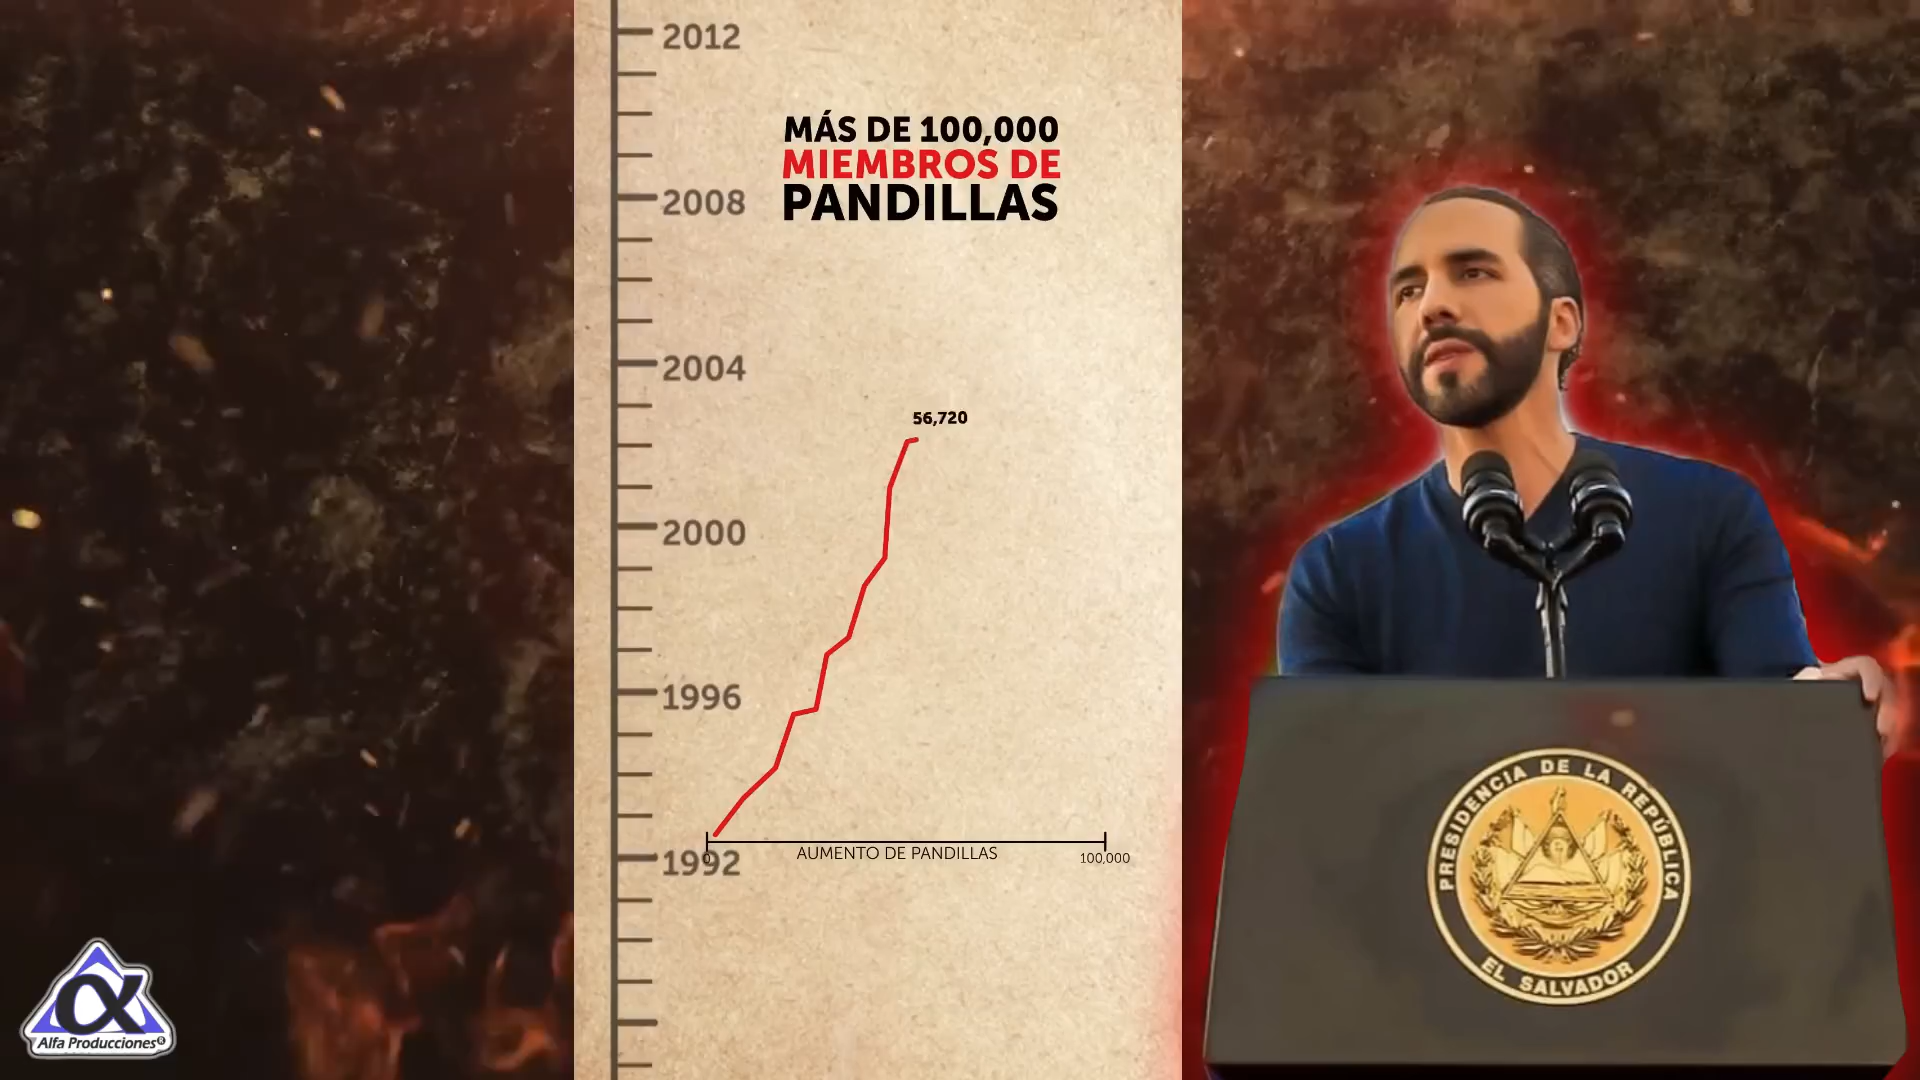 2012
MÁS DE 100,000
MIEMBROS DE
PANDILLAS
2008
2004
56,720
2000
1996
1992
0
AUMENTO DE PANDILLAS
100,000
PRESIDENCIA DE LA REPÚBLICA
EL SALVADOR
α
Alfa Producciones®